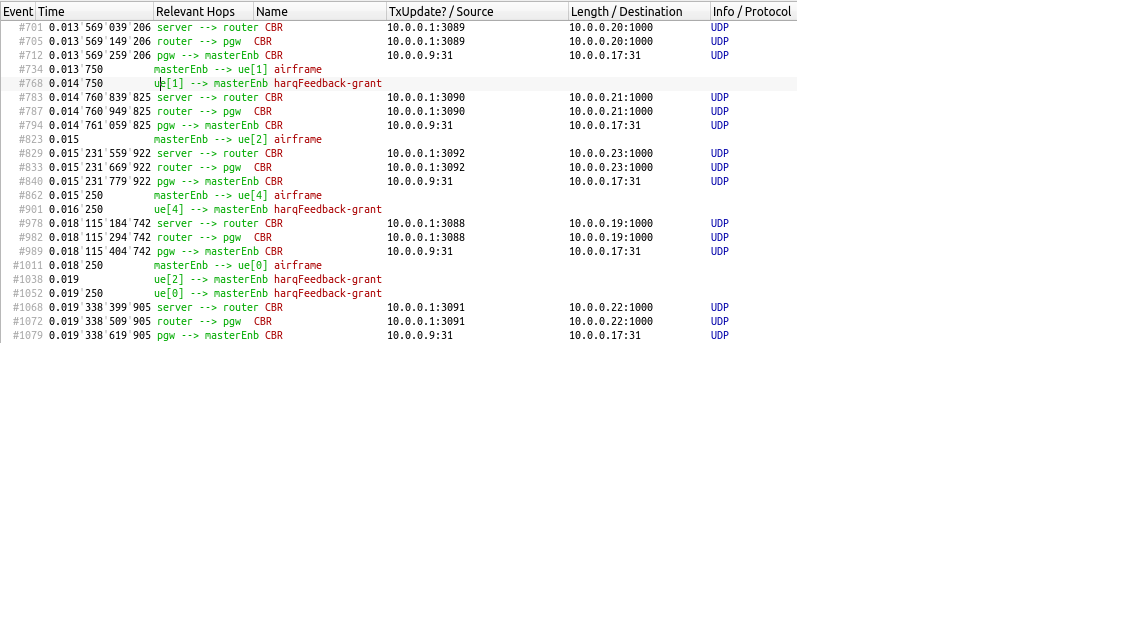 Event Time Relevant Hops Name TxUpdate? / Source Length / Destination Info / Protocol
#701 0.013'569'039'206 server --> router CBR 10.0.0.1:3089 10.0.0.20:1000 UDP
#705 0.013'569'149'206 router --> pgw CBR 10.0.0.1:3089 10.0.0.20:1000 UDP
#712 0.013'569'259'206 pgw --> masterEnb CBR 10.0.0.9:31 10.0.0.17:31 UDP
#734 0.013'750 masterEnb --> ue[1] airframe
#768 0.014'750 ue[1] --> masterEnb harqFeedback-grant
#783 0.014'760'839'825 server --> router CBR 10.0.0.1:3090 10.0.0.21:1000 UDP
#787 0.014'760'949'825 router --> pgw CBR 10.0.0.1:3090 10.0.0.21:1000 UDP
#794 0.014'761'059'825 pgw --> masterEnb CBR 10.0.0.9:31 10.0.0.17:31 UDP
#823 0.015 masterEnb --> ue[2] airframe
#829 0.015'231'559'922 server --> router CBR 10.0.0.1:3092 10.0.0.23:1000 UDP
#833 0.015'231'669'922 router --> pgw CBR 10.0.0.1:3092 10.0.0.23:1000 UDP
#840 0.015'231'779'922 pgw --> masterEnb CBR 10.0.0.9:31 10.0.0.17:31 UDP
#862 0.015'250 masterEnb --> ue[4] airframe
#901 0.016'250 ue[4] --> masterEnb harqFeedback-grant
#978 0.018'115'184'742 server --> router CBR 10.0.0.1:3088 10.0.0.19:1000 UDP
#982 0.018'115'294'742 router --> pgw CBR 10.0.0.1:3088 10.0.0.19:1000 UDP
#989 0.018'115'404'742 pgw --> masterEnb CBR 10.0.0.9:31 10.0.0.17:31 UDP
#1011 0.018'250 masterEnb --> ue[0] airframe
#1038 0.019 ue[2] --> masterEnb harqFeedback-grant
#1052 0.019'250 ue[0] --> masterEnb harqFeedback-grant
#1068 0.019'338'399'905 server --> router CBR 10.0.0.1:3091 10.0.0.22:1000 UDP
#1072 0.019'338'509'905 router --> pgw CBR 10.0.0.1:3091 10.0.0.22:1000 UDP
#1079 0.019'338'619'905 pgw --> masterEnb CBR 10.0.0.9:31 10.0.0.17:31 UDP